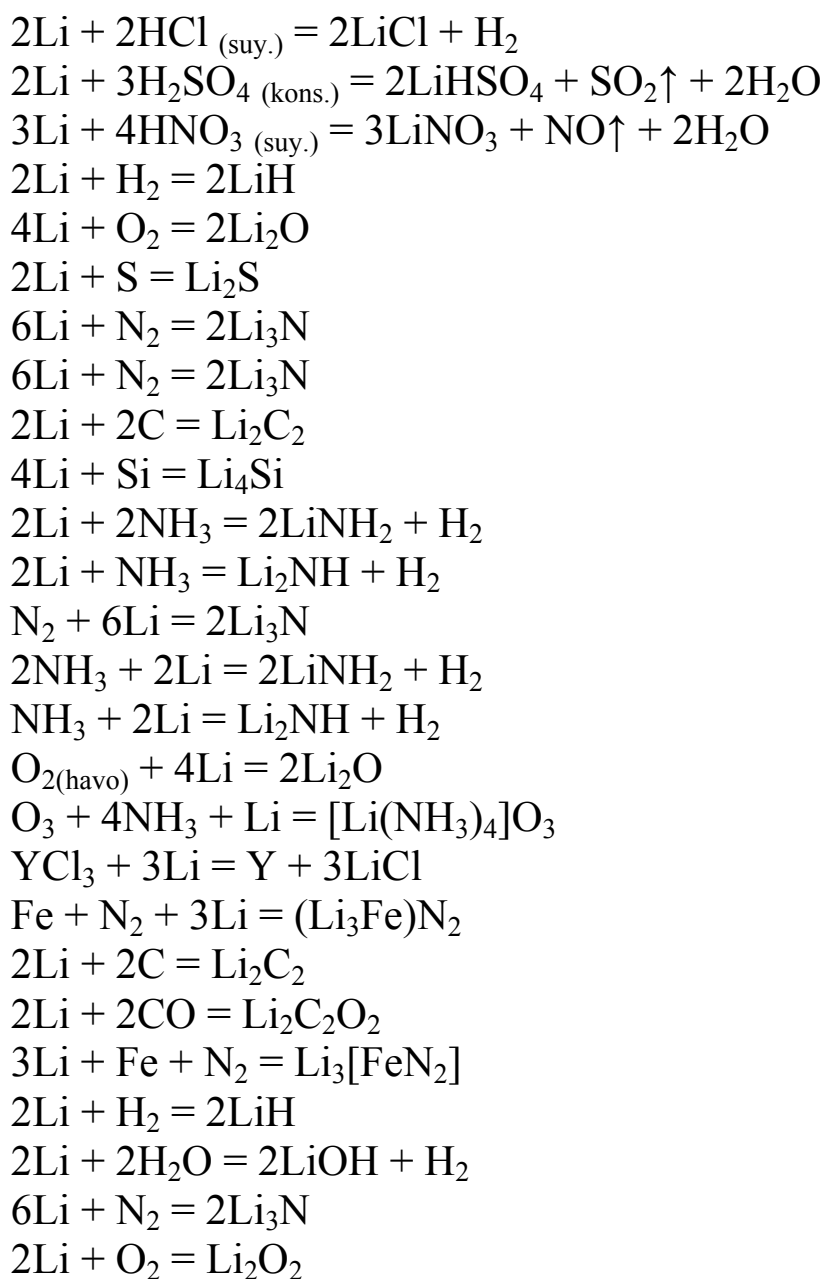 2Li + 2HCl (suy.) = 2LiCl + H₂
2Li + 3H₂SO₄ (kons.) = 2LiHSO₄ + SO₂↑ + 2H₂O
3Li + 4HNO₃ (suy.) = 3LiNO₃ + NO↑ + 2H₂O
2Li + H₂ = 2LiH
4Li + O₂ = 2Li₂O
2Li + S = Li₂S
6Li + N₂ = 2Li₃N
6Li + N₂ = 2Li₃N
2Li + 2C = Li₂C₂
4Li + Si = Li₄Si
2Li + 2NH₃ = 2LiNH₂ + H₂
2Li + NH₃ = Li₂NH + H₂
N₂ + 6Li = 2Li₃N
2NH₃ + 2Li = 2LiNH₂ + H₂
NH₃ + 2Li = Li₂NH + H₂
O₂(havo) + 4Li = 2Li₂O
O₃ + 4NH₃ + Li = [Li(NH₃)₄]O₃
YCl₃ + 3Li = Y + 3LiCl
Fe + N₂ + 3Li = (Li₃Fe)N₂
2Li + 2C = Li₂C₂
2Li + 2CO = Li₂C₂O₂
3Li + Fe + N₂ = Li₃[FeN₂]
2Li + H₂ = 2LiH
2Li + 2H₂O = 2LiOH + H₂
6Li + N₂ = 2Li₃N
2Li + O₂ = Li₂O₂